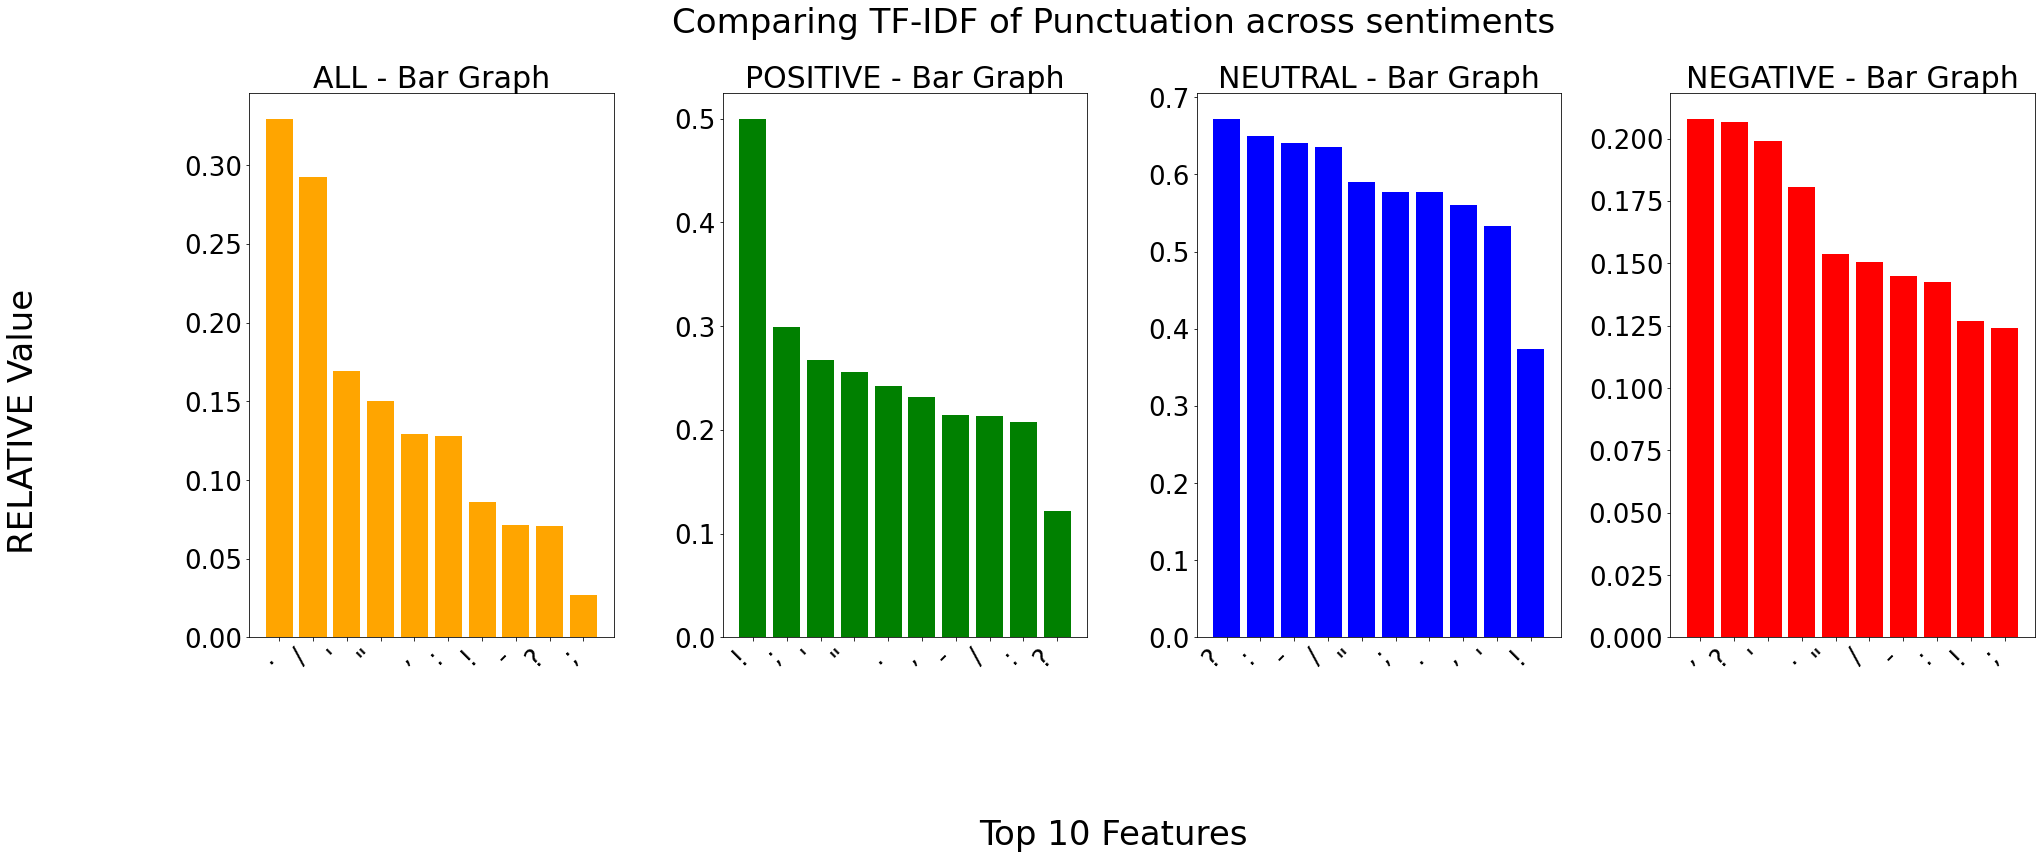 Comparing TF-IDF of Punctuation across sentiments
ALL - Bar Graph
POSITIVE - Bar Graph
NEUTRAL - Bar Graph
NEGATIVE - Bar Graph
RELATIVE Value
0.30
0.25
0.20
0.15
0.10
0.05
0.00
. / ' " , : ! - ? ;
0.5
0.4
0.3
0.2
0.1
0.0
! ; ' " . , - / : ?
0.7
0.6
0.5
0.4
0.3
0.2
0.1
0.0
? : - / " ; . , ' !
0.200
0.175
0.150
0.125
0.100
0.075
0.050
0.025
0.000
, ? ' . " / - : ! ;
Top 10 Features